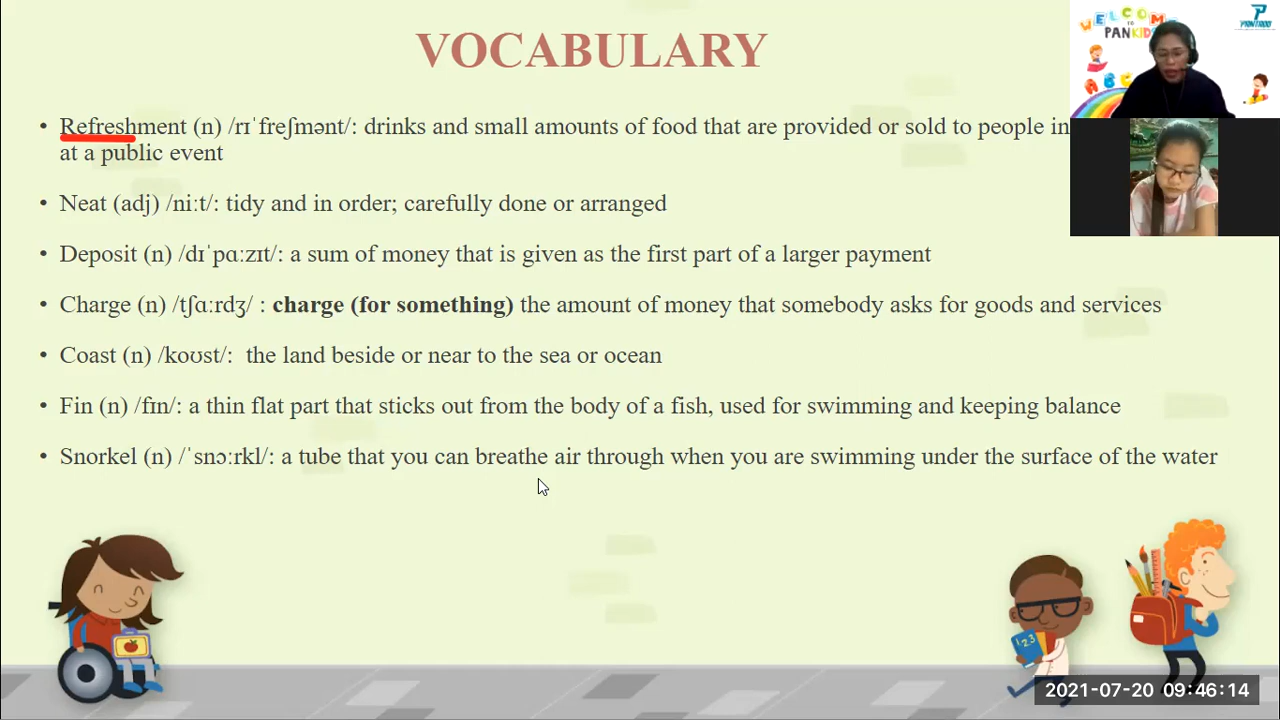 VOCABULARY
• Refreshment (n) /rɪˈfreʃmənt/: drinks and small amounts of food that are provided or sold to people in
at a public event
• Neat (adj) /niːt/: tidy and in order; carefully done or arranged
• Deposit (n) /dɪˈpɑːzɪt/: a sum of money that is given as the first part of a larger payment
• Charge (n) /tʃɑːrdʒ/ : charge (for something) the amount of money that somebody asks for goods and services
• Coast (n) /koʊst/: the land beside or near to the sea or ocean
• Fin (n) /fɪn/: a thin flat part that sticks out from the body of a fish, used for swimming and keeping balance
• Snorkel (n) /ˈsnɔːrkl/: a tube that you can breathe air through when you are swimming under the surface of the water
WELCOME
TO
PANKIDS
ABC
123
2021-07-20 09:46:14